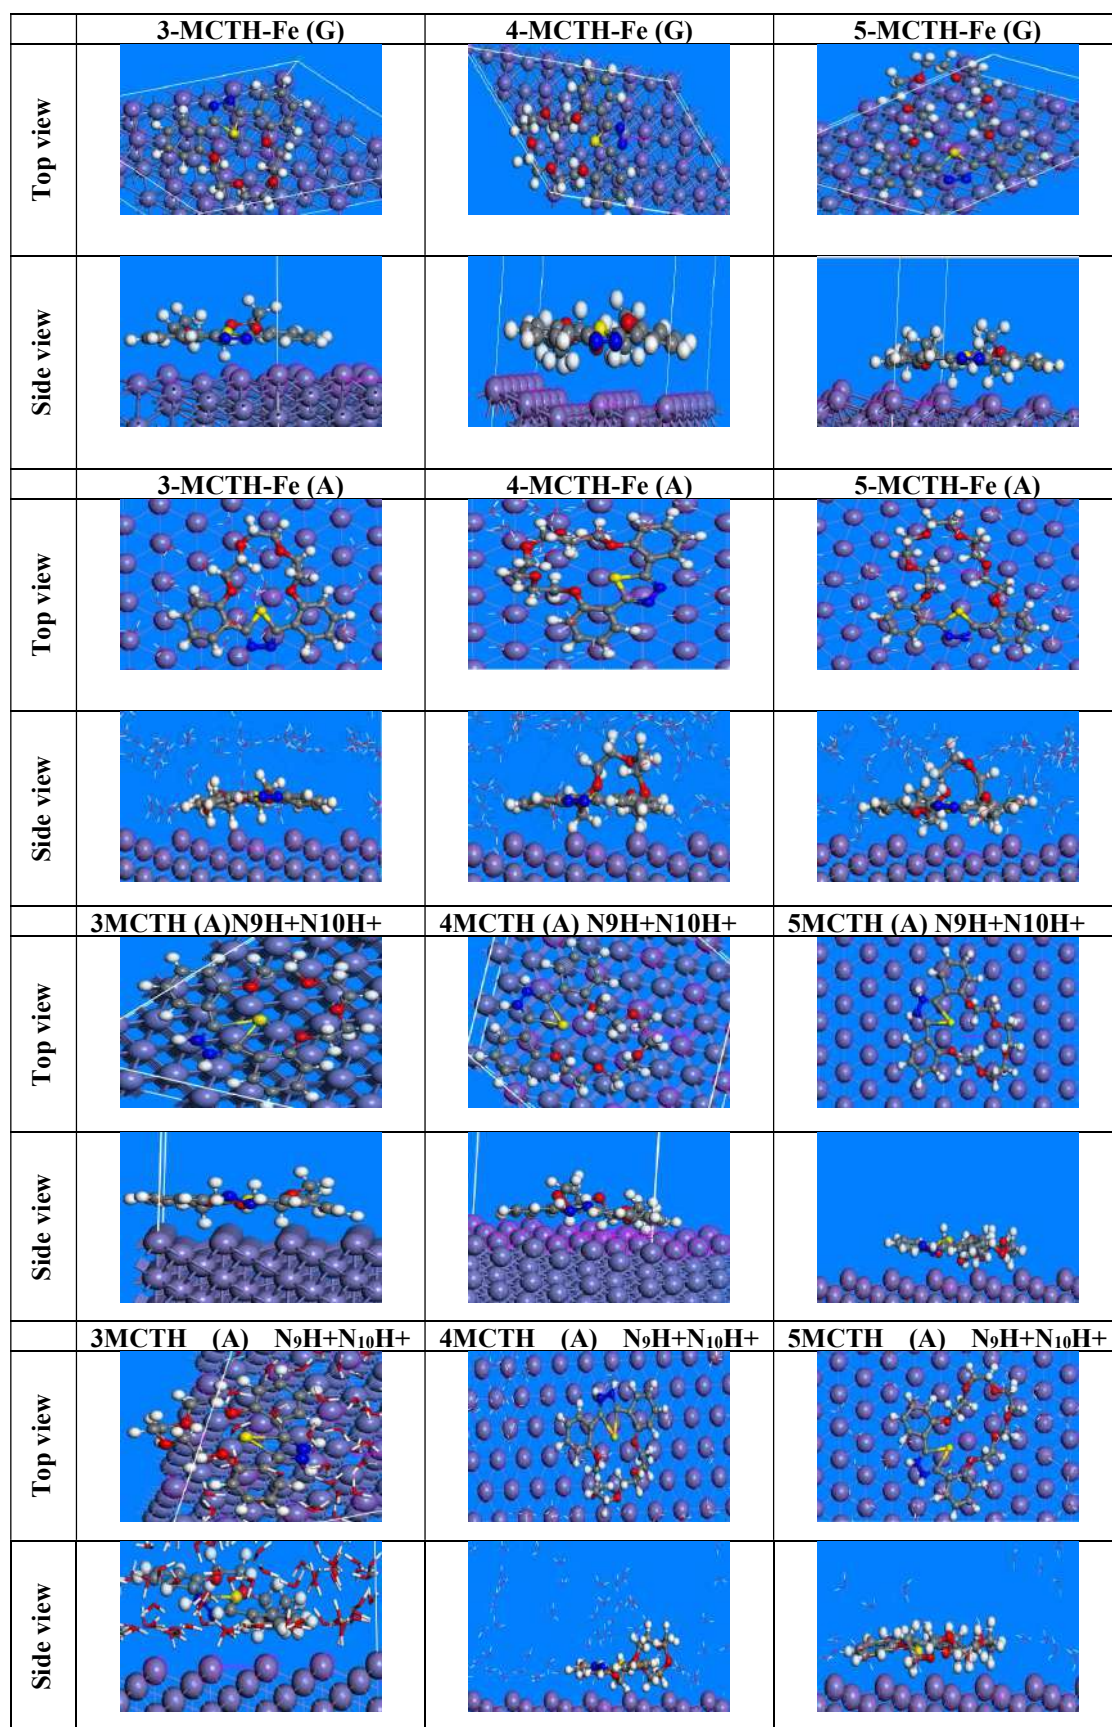 3-MCTH-Fe (G) 4-MCTH-Fe (G) 5-MCTH-Fe (G)
Top view
Side view
3-MCTH-Fe (A) 4-MCTH-Fe (A) 5-MCTH-Fe (A)
Top view
Side view
3MCTH (A)N9H+N10H+ 4MCTH (A) N9H+N10H+ 5MCTH (A) N9H+N10H+
Top view
Side view
3MCTH (A) N₉H+N₁₀H+ 4MCTH (A) N₉H+N₁₀H+ 5MCTH (A) N₉H+N₁₀H+
Top view
Side view